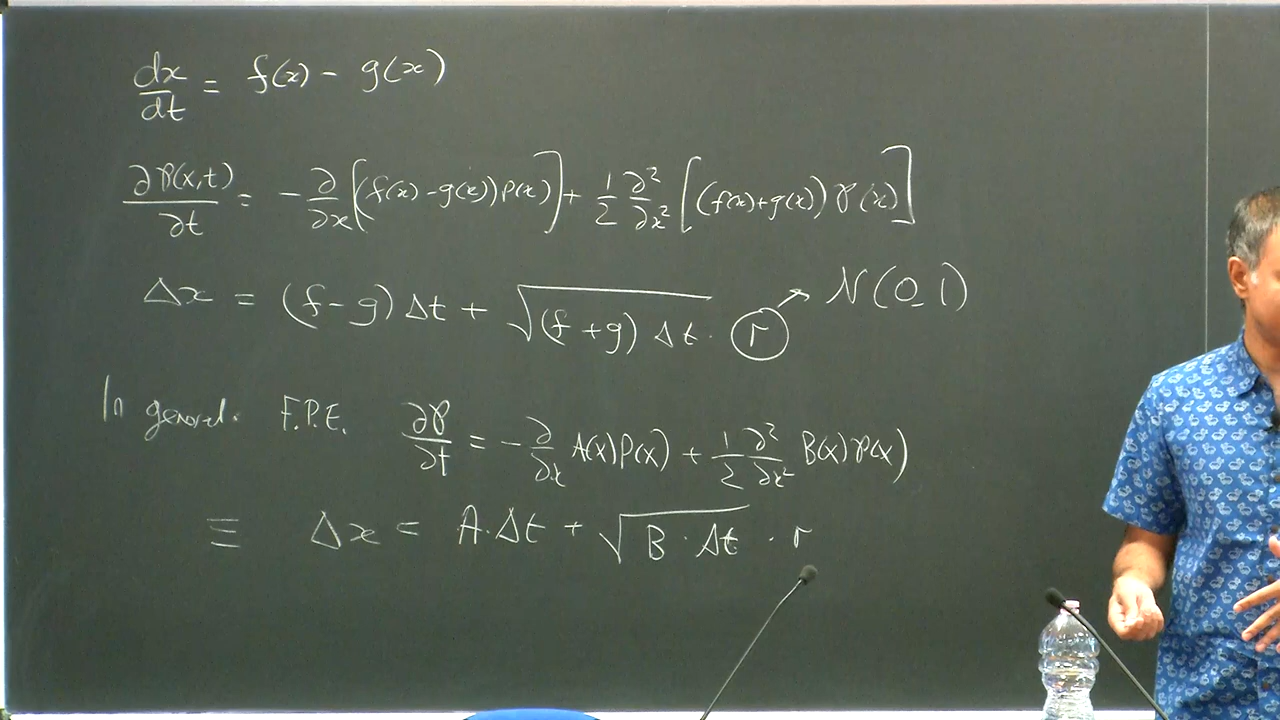 dx/dt = f(x) - g(x)
∂P(x,t)/∂t = -∂/∂x [(f(x) - g(x)) P(x)] + 1/2 ∂²/∂x² [(f(x) + g(x)) P(x)]
Δx = (f - g) Δt + √((f + g) Δt) · r → N(0,1)
In general. F.P.E. ∂P/∂t = -∂/∂x A(x)P(x) + 1/2 ∂²/∂x² B(x)P(x)
≡ Δx = A·Δt + √(B·Δt) · r